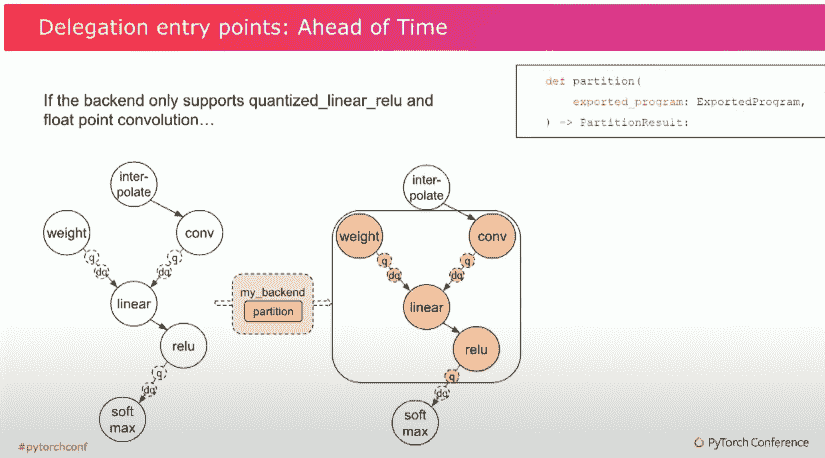 Delegation entry points: Ahead of Time
If the backend only supports quantized_linear_relu and
float point convolution…
def partition(
exported_program: ExportedProgram,
) => PartitionResult:
inter-
polate
weight
conv
q
dq
q
dq
linear
relu
q
dq
soft
max
my_backend
partition
inter-
polate
weight
conv
q
dq
q
dq
linear
relu
q
dq
soft
max
#pytorchconf
PyTorch Conference